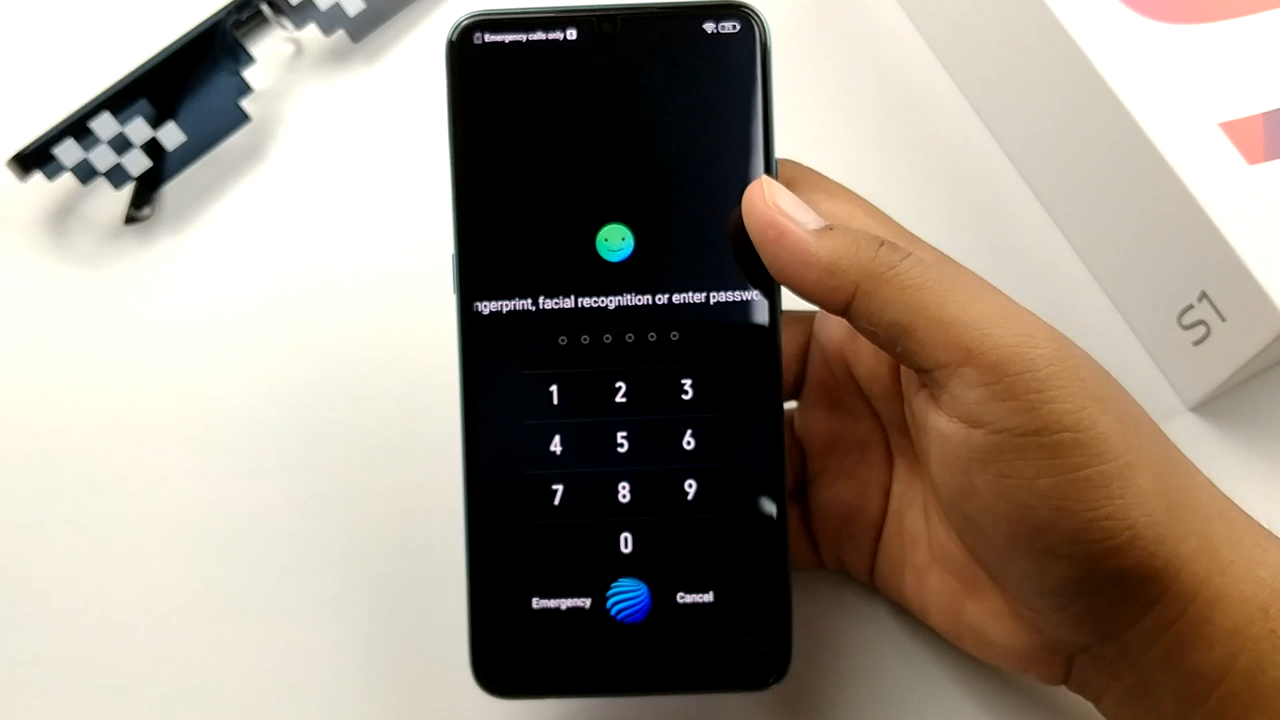 Emergency calls only
ngerprint, facial recognition or enter passwo
1 2 3
4 5 6
7 8 9
0
Emergency Cancel
S1